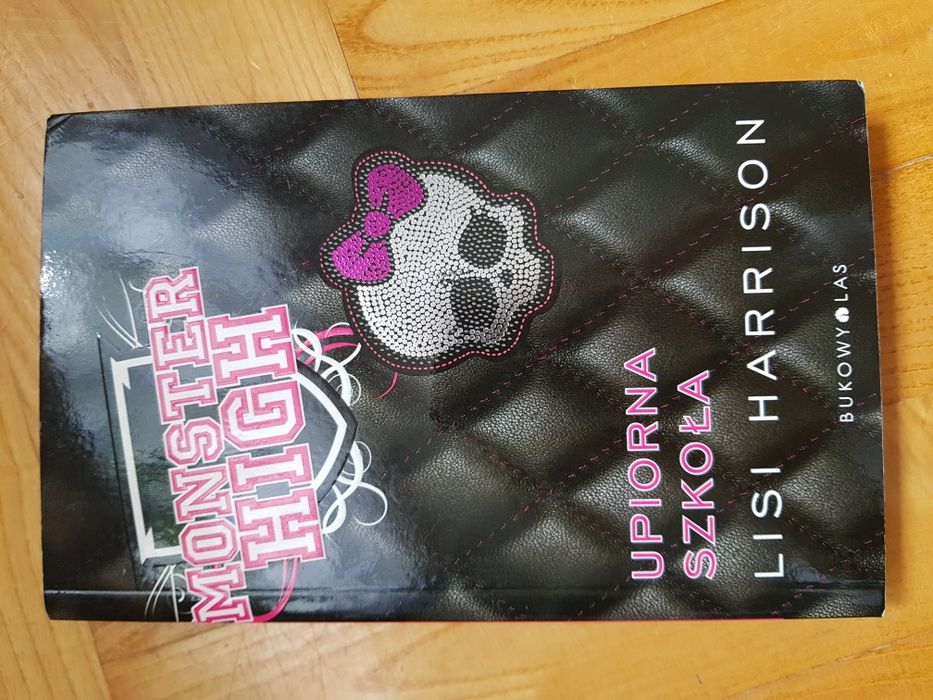 MONSTER
HIGH
UPIORNA
SZKOŁA
LISI HARRISON
BUKOWY LAS